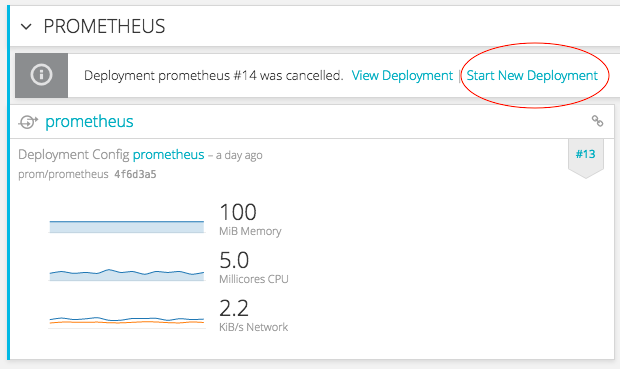 PROMETHEUS
Deployment prometheus #14 was cancelled. View Deployment | Start New Deployment
prometheus
Deployment Config prometheus – a day ago
#13
prom/prometheus 4f6d3a5
100
MiB Memory
5.0
Millicores CPU
2.2
KiB/s Network